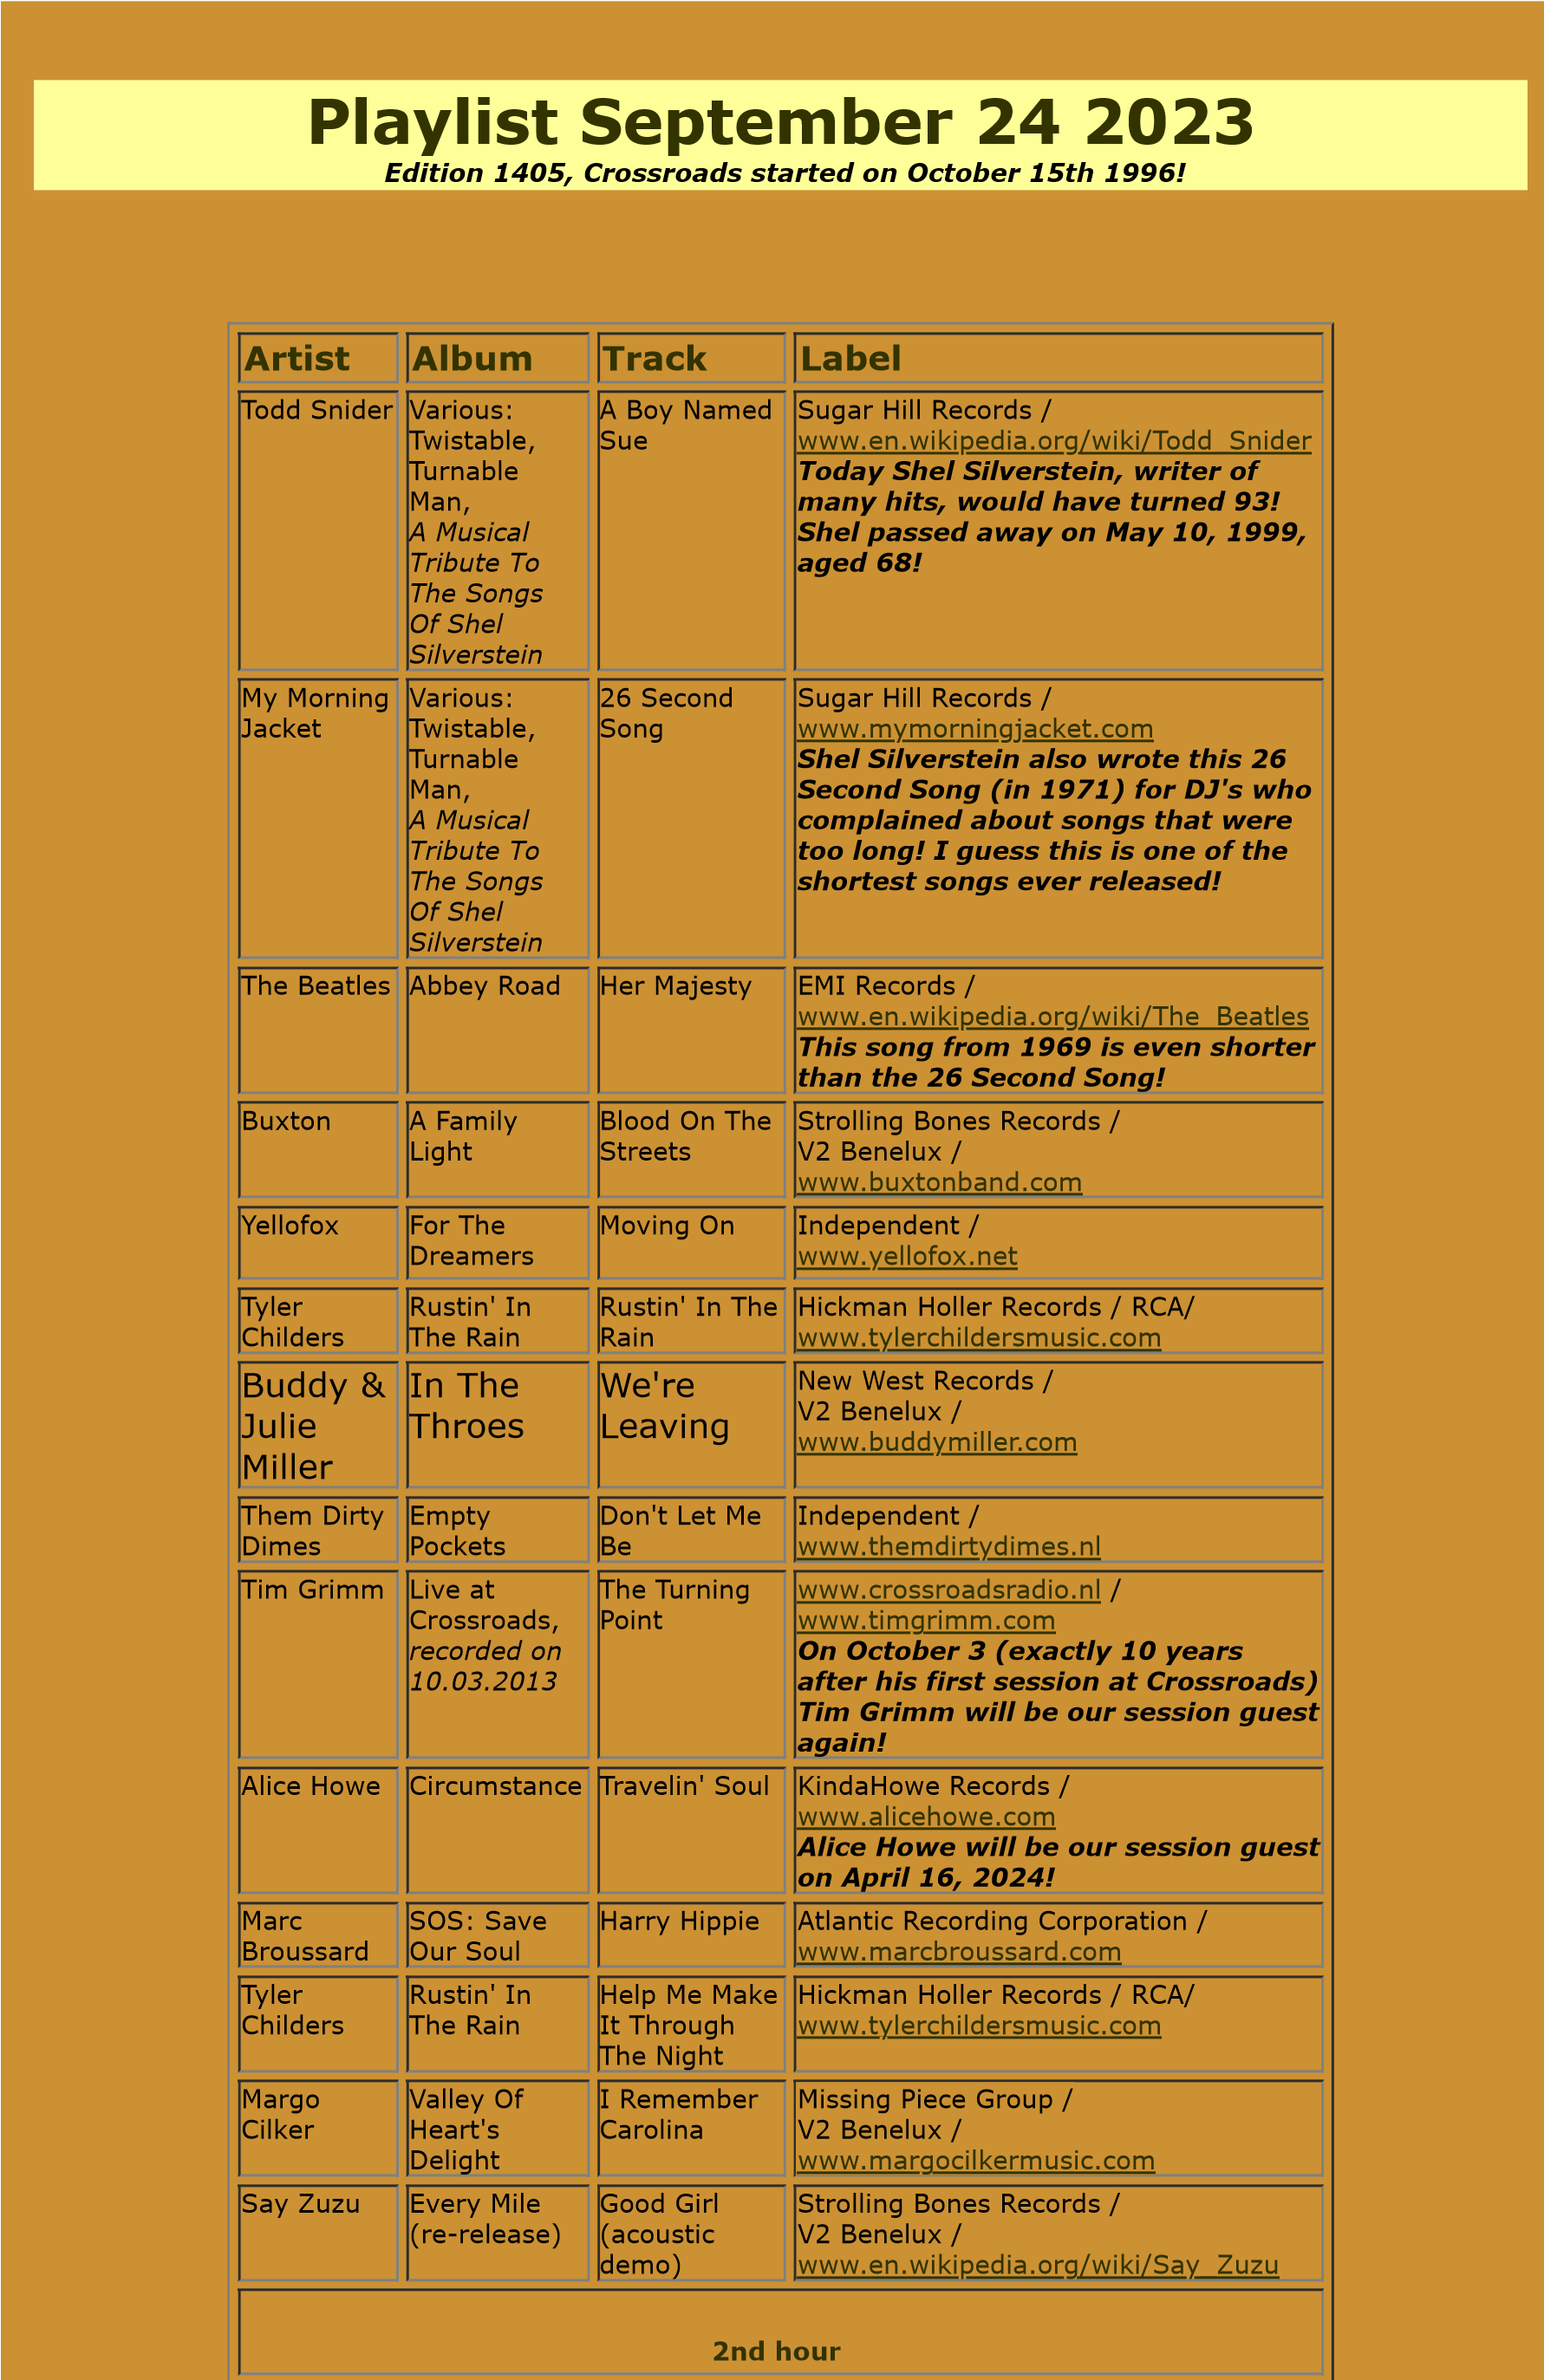 Playlist September 24 2023
Edition 1405, Crossroads started on October 15th 1996!
Artist
Album
Track
Label
Todd Snider
Various:
Twistable,
Turnable
Man,
A Musical
Tribute To
The Songs
Of Shel
Silverstein
A Boy Named
Sue
Sugar Hill Records /
www.en.wikipedia.org/wiki/Todd_Snider
Today Shel Silverstein, writer of
many hits, would have turned 93!
Shel passed away on May 10, 1999,
aged 68!
My Morning
Jacket
Various:
Twistable,
Turnable
Man,
A Musical
Tribute To
The Songs
Of Shel
Silverstein
26 Second
Song
Sugar Hill Records /
www.mymorningjacket.com
Shel Silverstein also wrote this 26
Second Song (in 1971) for DJ's who
complained about songs that were
too long! I guess this is one of the
shortest songs ever released!
The Beatles
Abbey Road
Her Majesty
EMI Records /
www.en.wikipedia.org/wiki/The_Beatles
This song from 1969 is even shorter
than the 26 Second Song!
Buxton
A Family
Light
Blood On The
Streets
Strolling Bones Records /
V2 Benelux /
www.buxtonband.com
Yellofox
For The
Dreamers
Moving On
Independent /
www.yellofox.net
Tyler
Childers
Rustin' In
The Rain
Rustin' In The
Rain
Hickman Holler Records / RCA/
www.tylerchildersmusic.com
Buddy &
Julie
Miller
In The
Throes
We're
Leaving
New West Records /
V2 Benelux /
www.buddymiller.com
Them Dirty
Dimes
Empty
Pockets
Don't Let Me
Be
Independent /
www.themdirtydimes.nl
Tim Grimm
Live at
Crossroads,
recorded on
10.03.2013
The Turning
Point
www.crossroadsradio.nl /
www.timgrimm.com
On October 3 (exactly 10 years
after his first session at Crossroads)
Tim Grimm will be our session guest
again!
Alice Howe
Circumstance
Travelin' Soul
KindaHowe Records /
www.alicehowe.com
Alice Howe will be our session guest
on April 16, 2024!
Marc
Broussard
SOS: Save
Our Soul
Harry Hippie
Atlantic Recording Corporation /
www.marcbroussard.com
Tyler
Childers
Rustin' In
The Rain
Help Me Make
It Through
The Night
Hickman Holler Records / RCA/
www.tylerchildersmusic.com
Margo
Cilker
Valley Of
Heart's
Delight
I Remember
Carolina
Missing Piece Group /
V2 Benelux /
www.margocilkermusic.com
Say Zuzu
Every Mile
(re-release)
Good Girl
(acoustic
demo)
Strolling Bones Records /
V2 Benelux /
www.en.wikipedia.org/wiki/Say_Zuzu
2nd hour